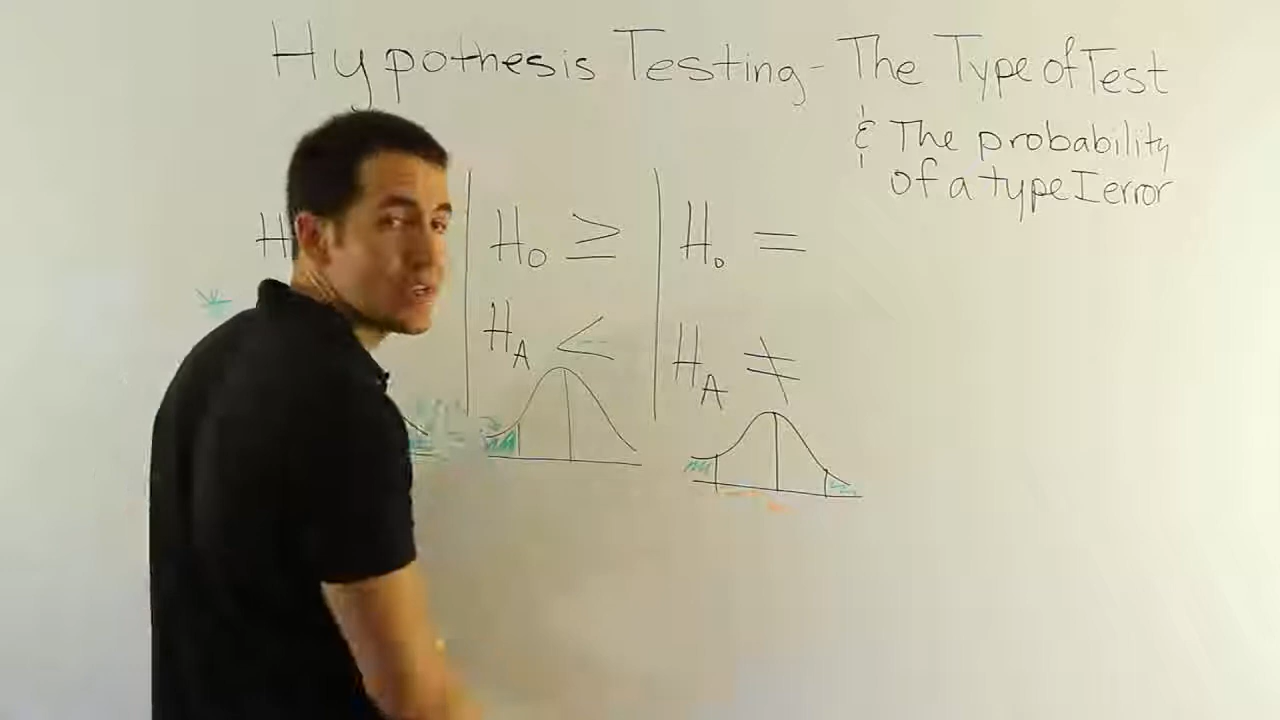 Hypothesis Testing - The Type of Test
& The probability
of a type I error
H
H₀ ≥
H₀ =
H_A <
H_A ≠